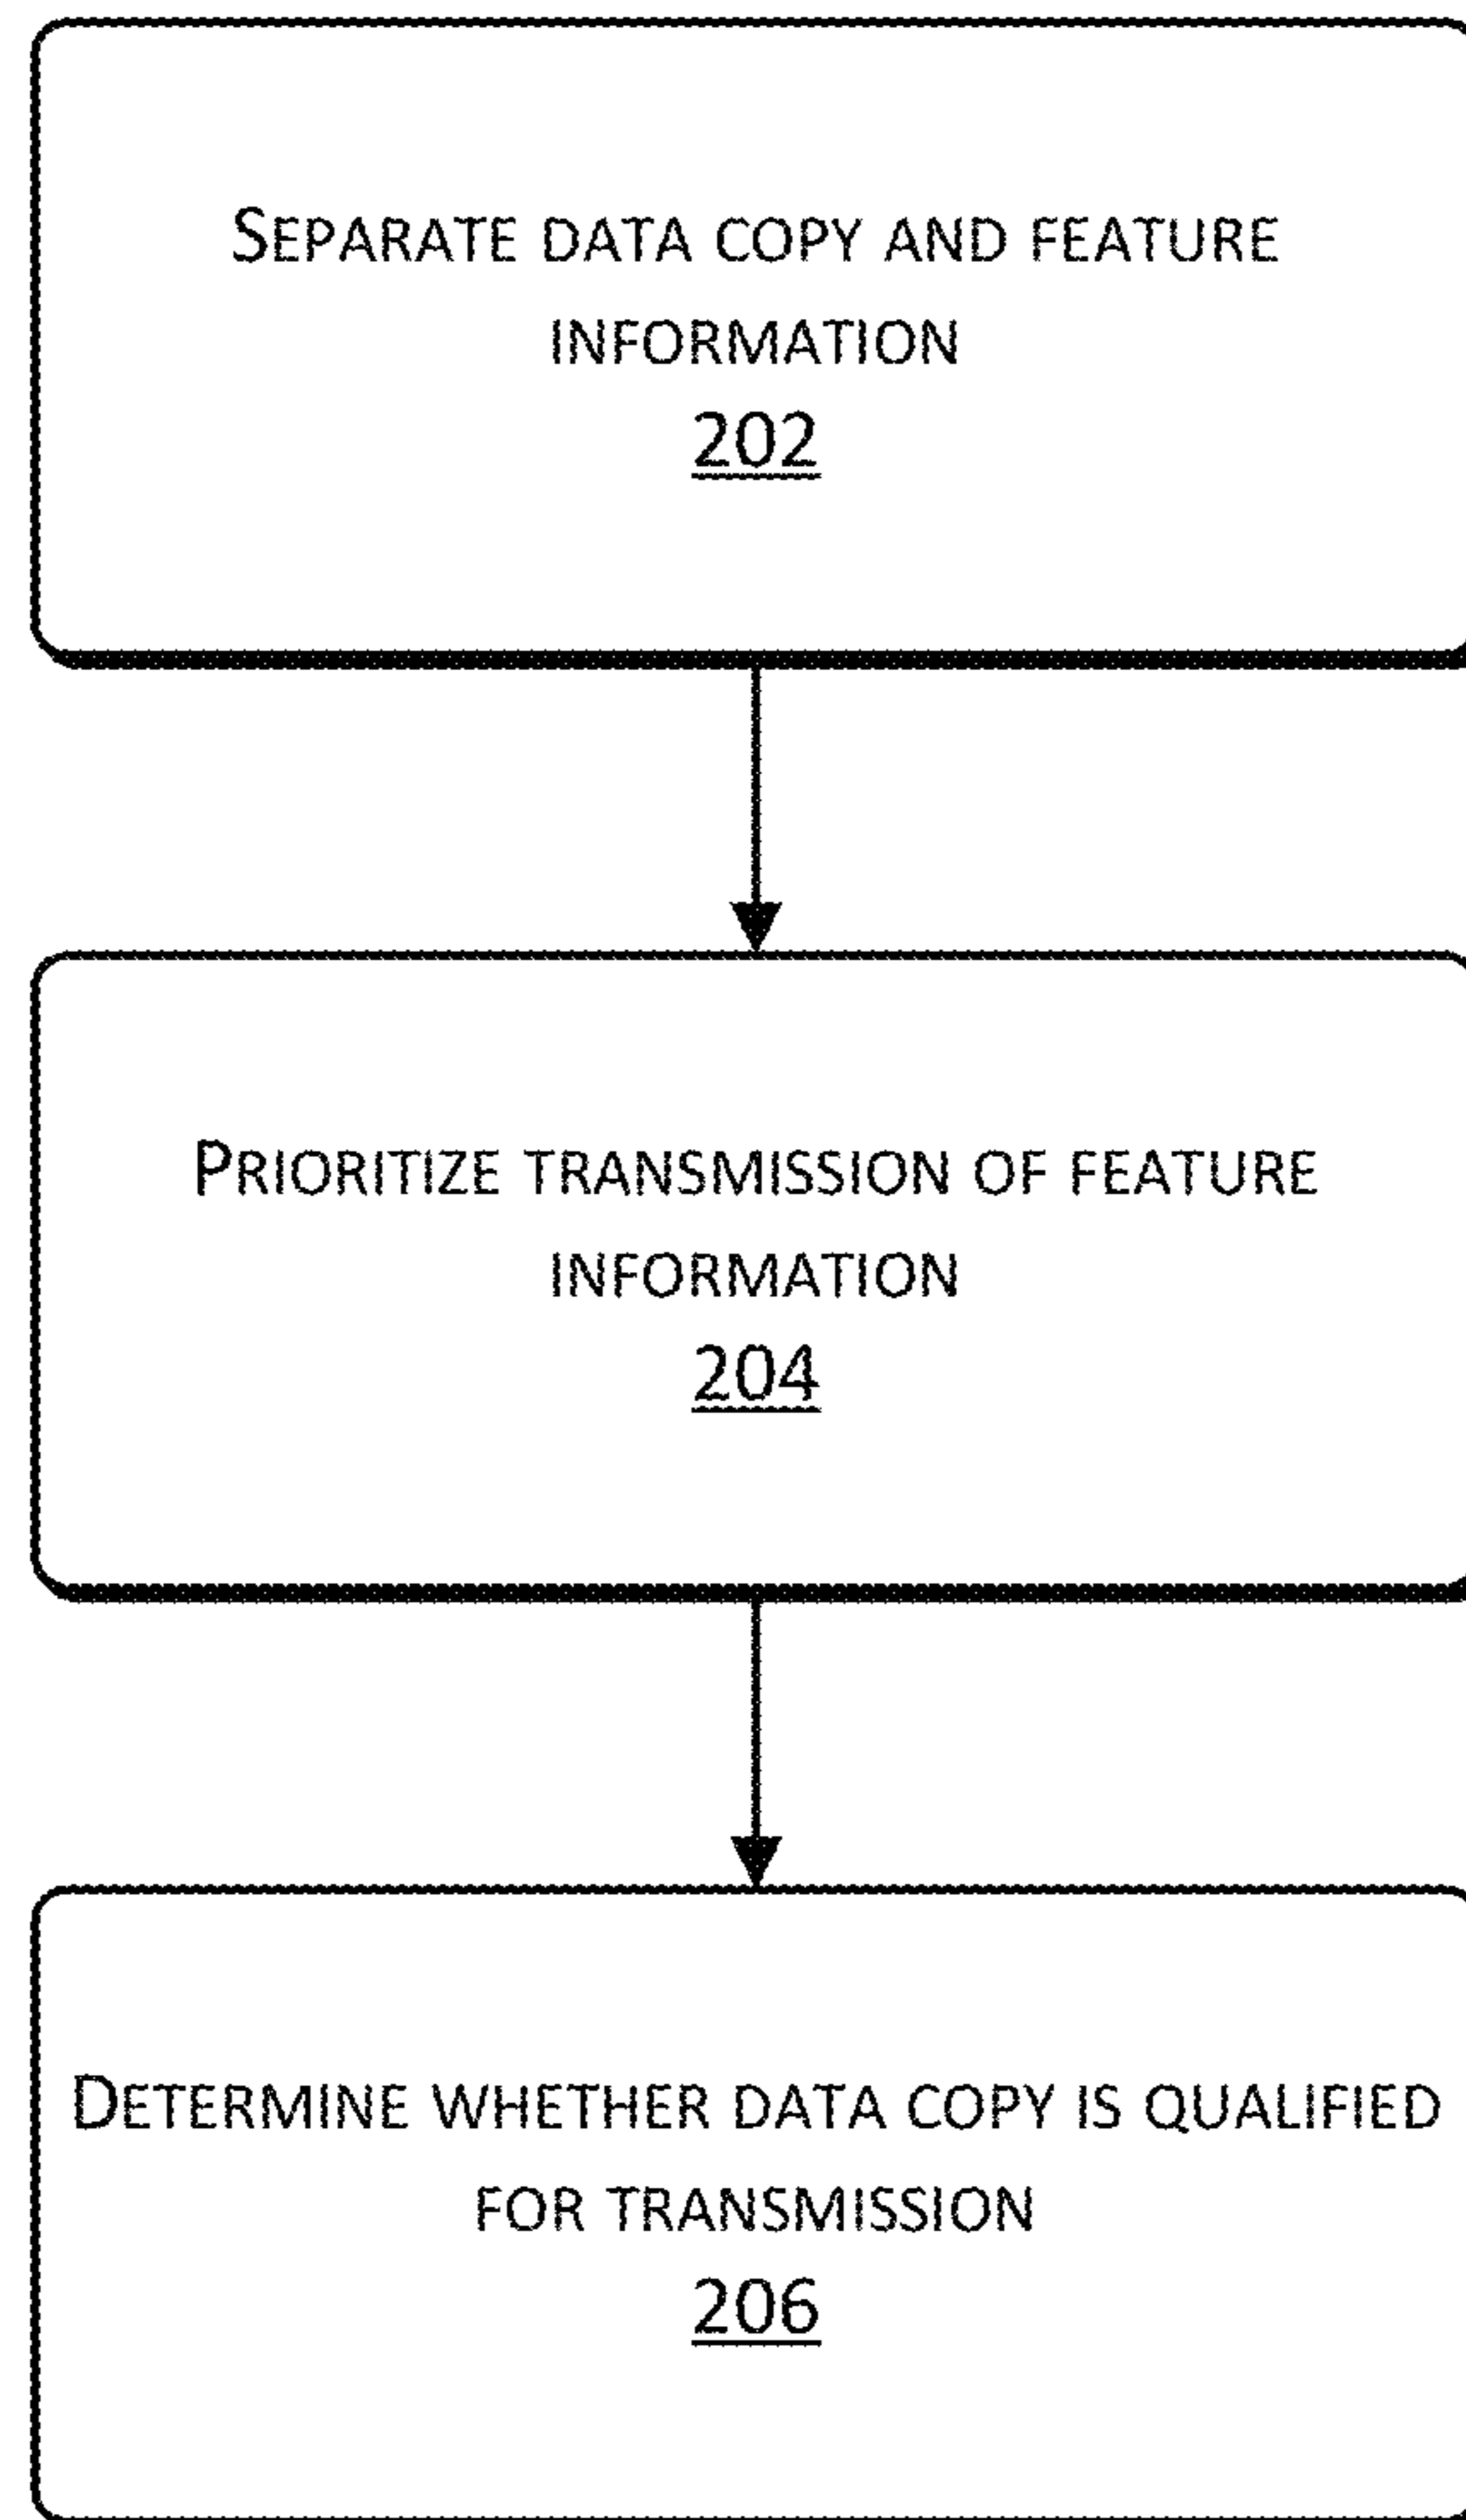 Separate data copy and feature
information
202
Prioritize transmission of feature
information
204
Determine whether data copy is qualified
for transmission
206